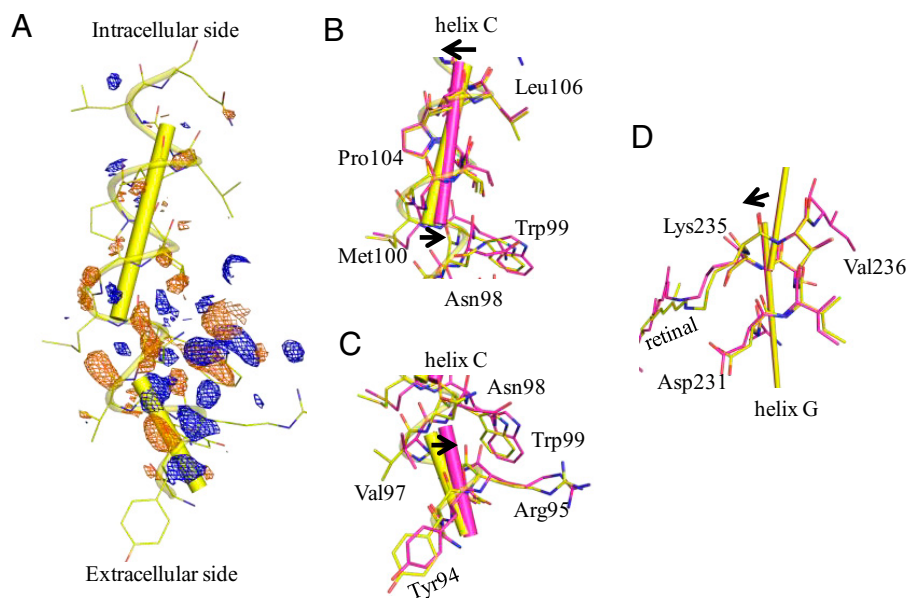 A
Intracellular side
Extracellular side
B
helix C
Leu106
Pro104
Met100
Trp99
Asn98
C
helix C
Asn98
Trp99
Val97
Arg95
Tyr94
D
Lys235
Val236
retinal
Asp231
helix G